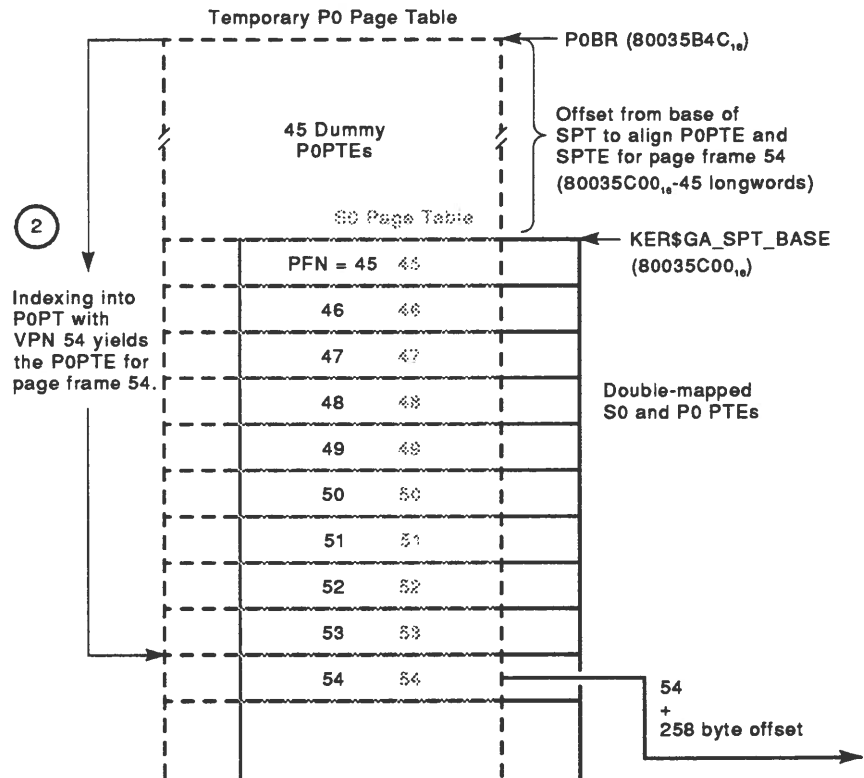 Temporary P0 Page Table
P0BR (80035B4C₁₆)
45 Dummy
P0PTEs
Offset from base of
SPT to align P0PTE and
SPTE for page frame 54
(80035C00₁₆-45 longwords)
S0 Page Table
2
KER$GA_SPT_BASE
(80035C00₁₆)
PFN = 45 45
Indexing into
P0PT with
VPN 54 yields
the P0PTE for
page frame 54.
46 46
47 47
48 48
Double-mapped
S0 and P0 PTEs
49 49
50 50
51 51
52 52
53 53
54 54
54
+
258 byte offset